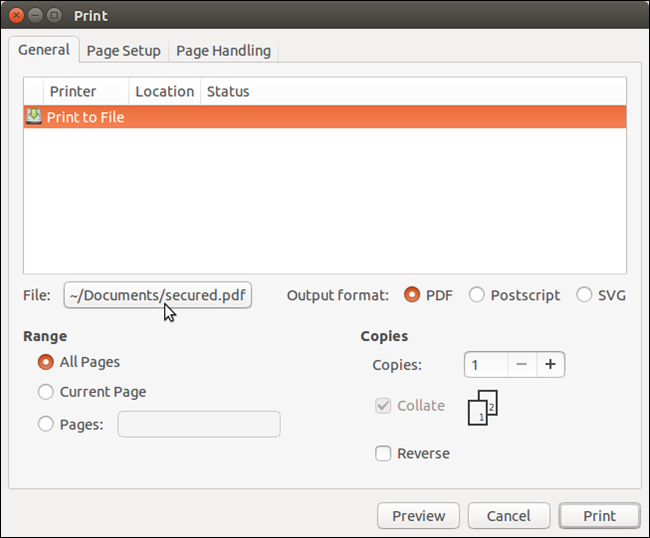 Print
General Page Setup Page Handling
Printer Location Status
Print to File
File: ~/Documents/secured.pdf Output format: PDF Postscript SVG
Range Copies
All Pages Copies: 1 − +
Current Page Collate 1 2
Pages:
Reverse
Preview Cancel Print